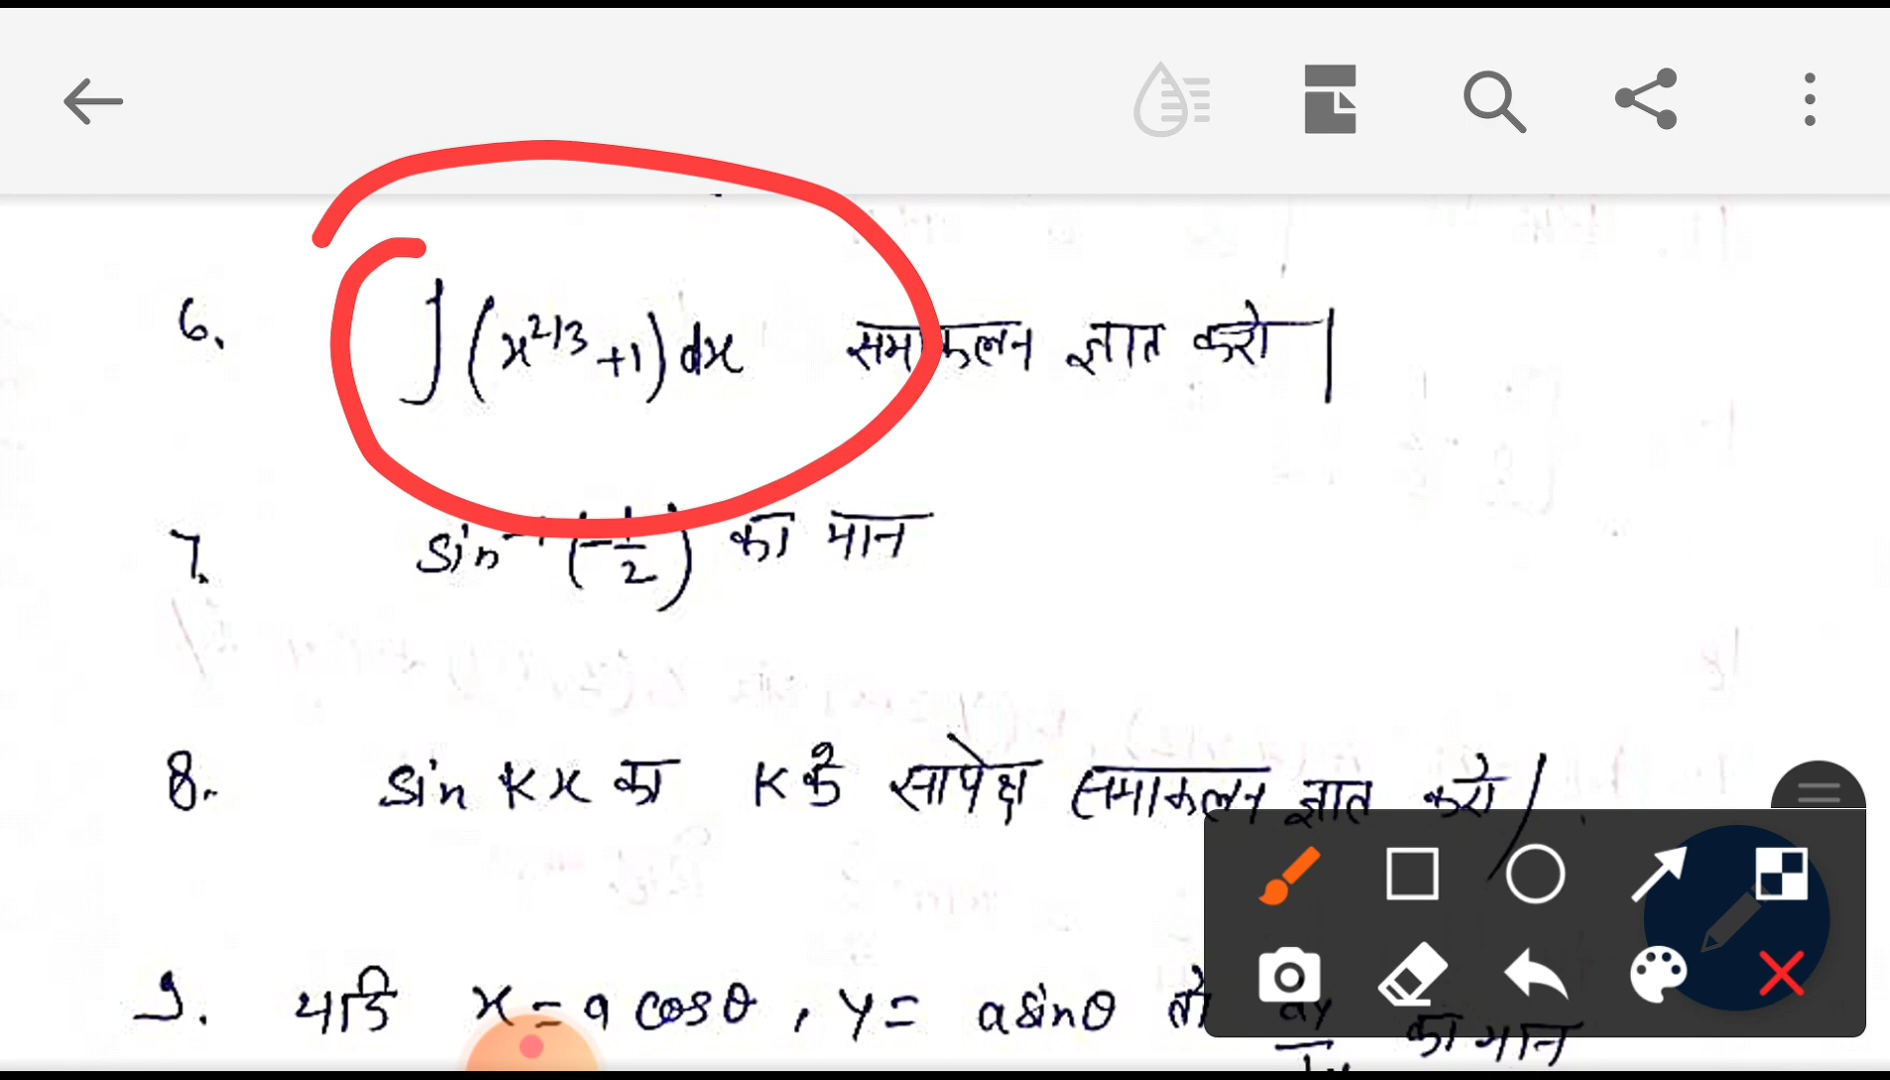 6. ∫(x^2/3+1)dx समाकलन ज्ञात करो|
7. sin^-1(-1/2) का मान
8. sin Kx का K के सापेक्ष समाकलन ज्ञात करो|
9. यदि x = a cosθ, y = a sinθ तो dy/dx का मान